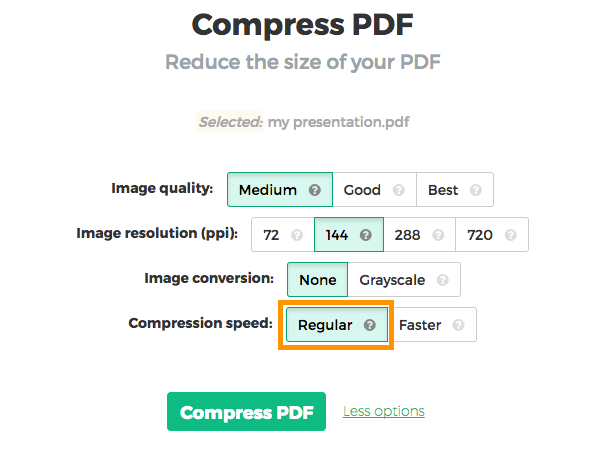 Compress PDF
Reduce the size of your PDF
Selected: my presentation.pdf
Image quality: Medium ? Good ? Best ?
Image resolution (ppi): 72 ? 144 ? 288 ? 720 ?
Image conversion: None Grayscale ?
Compression speed: Regular ? Faster ?
Compress PDF Less options